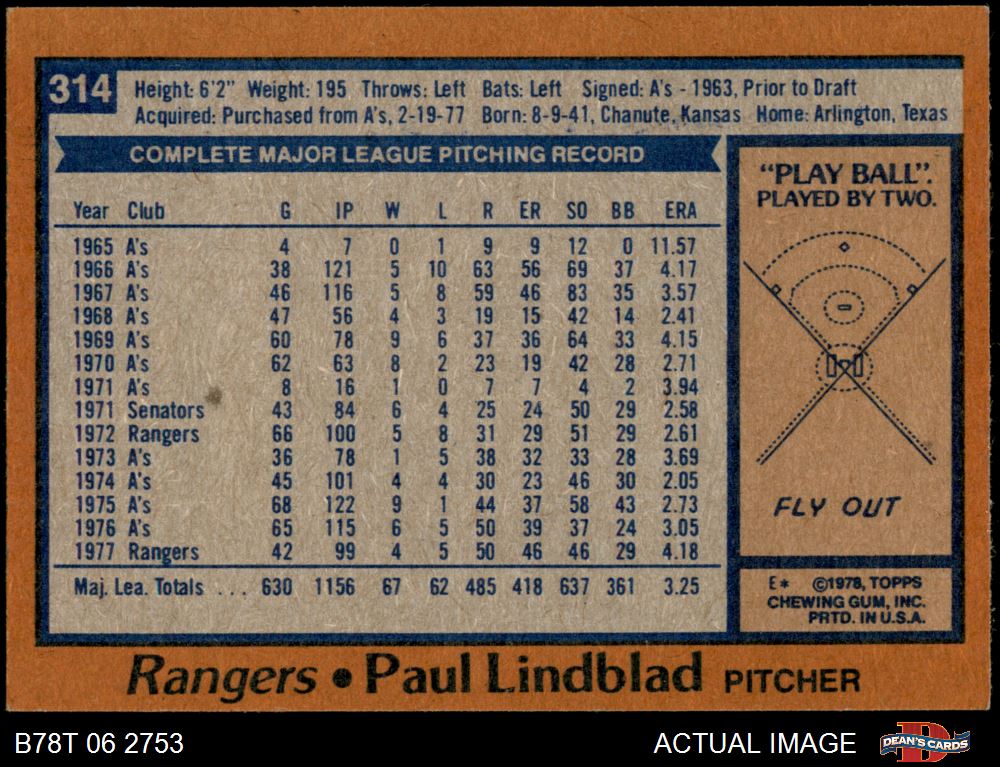 314
Height: 6'2" Weight: 195 Throws: Left Bats: Left Signed: A's - 1963, Prior to Draft
Acquired: Purchased from A's, 2-19-77 Born: 8-9-41, Chanute, Kansas Home: Arlington, Texas
COMPLETE MAJOR LEAGUE PITCHING RECORD
Year Club G IP W L R ER SO BB ERA
1965 A's 4 7 0 1 9 9 12 0 11.57
1966 A's 38 121 5 10 63 56 69 37 4.17
1967 A's 46 116 5 8 59 46 83 35 3.57
1968 A's 47 56 4 3 19 15 42 14 2.41
1969 A's 60 78 9 6 37 36 64 33 4.15
1970 A's 62 63 8 2 23 19 42 28 2.71
1971 A's 8 16 1 0 7 7 4 2 3.94
1971 Senators 43 84 6 4 25 24 50 29 2.58
1972 Rangers 66 100 5 8 31 29 51 29 2.61
1973 A's 36 78 1 5 38 32 33 28 3.69
1974 A's 45 101 4 4 30 23 46 30 2.05
1975 A's 68 122 9 1 44 37 58 43 2.73
1976 A's 65 115 6 5 50 39 37 24 3.05
1977 Rangers 42 99 4 5 50 46 46 29 4.18
Maj. Lea. Totals . . . 630 1156 67 62 485 418 637 361 3.25
"PLAY BALL".
PLAYED BY TWO.
FLY OUT
E* ©1978, TOPPS
CHEWING GUM, INC.
PRTD. IN U.S.A.
Rangers • Paul Lindblad PITCHER
B78T 06 2753
ACTUAL IMAGE
DEAN'S CARDS